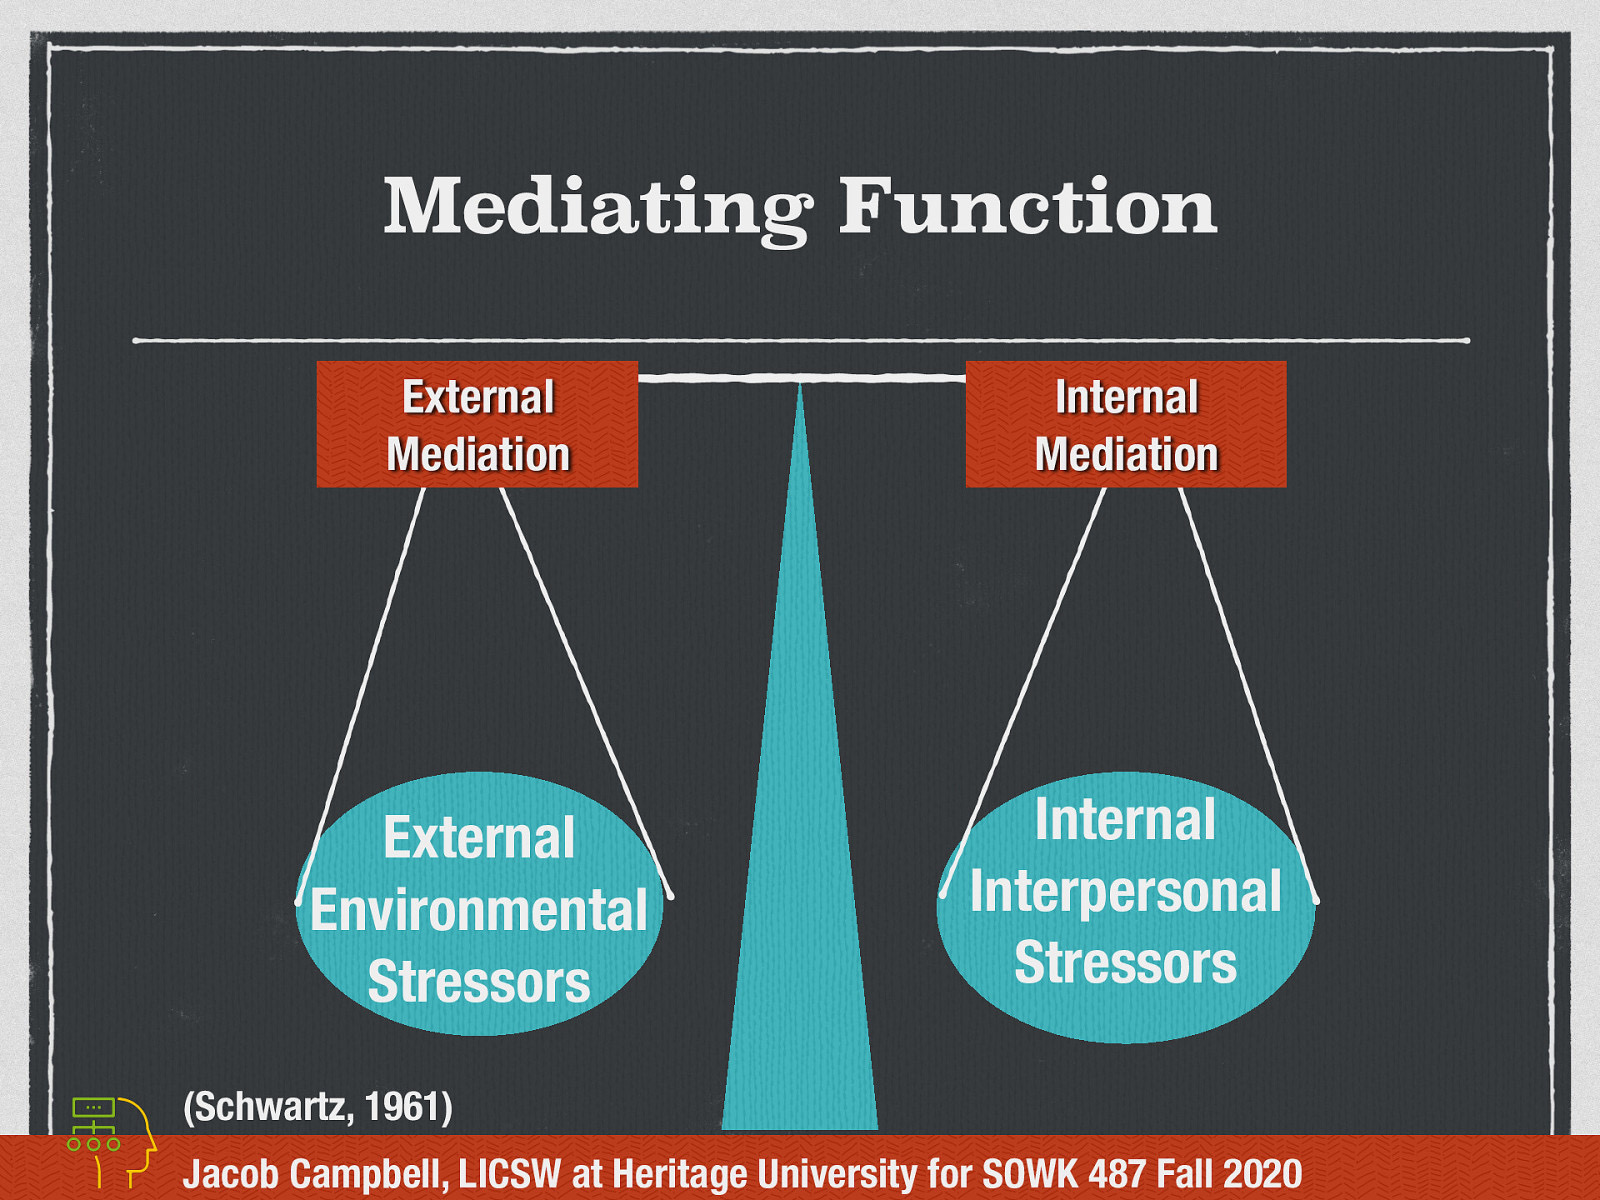 Mediating Function
External
Mediation
Internal
Mediation
External
Environmental
Stressors
Internal
Interpersonal
Stressors
(Schwartz, 1961)
Jacob Campbell, LICSW at Heritage University for SOWK 487 Fall 2020